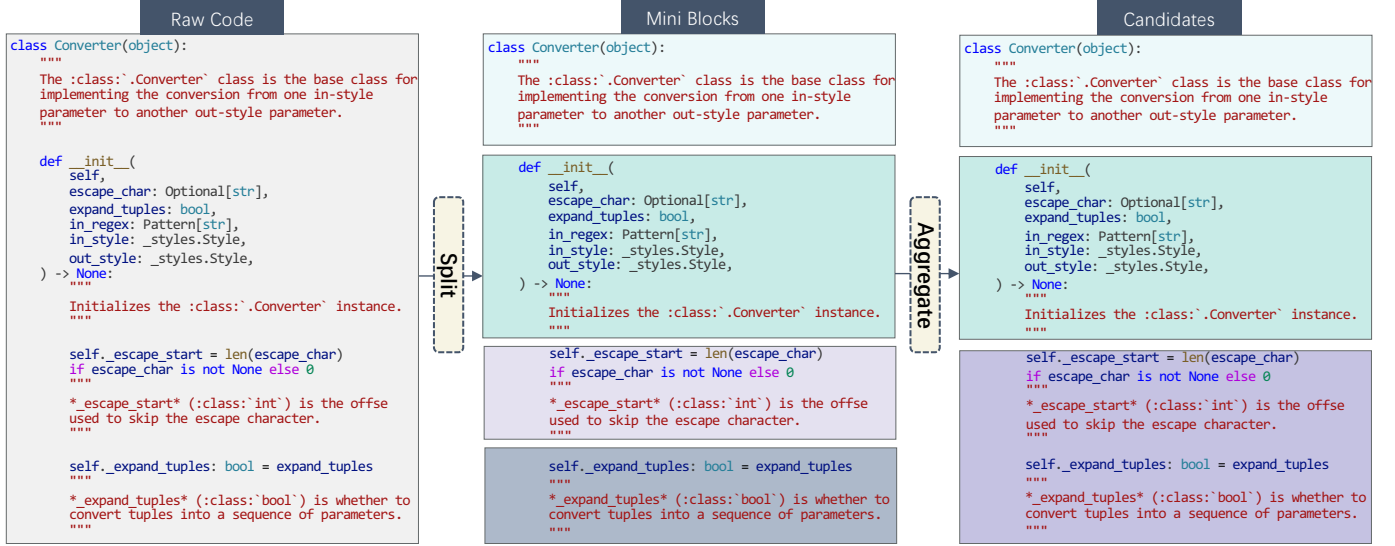 Raw Code
class Converter(object):
"""
The :class:`.Converter` class is the base class for
implementing the conversion from one in-style
parameter to another out-style parameter.
"""
def __init__(
self,
escape_char: Optional[str],
expand_tuples: bool,
in_regex: Pattern[str],
in_style: _styles.Style,
out_style: _styles.Style,
) -> None:
"""
Initializes the :class:`.Converter` instance.
"""
self._escape_start = len(escape_char)
if escape_char is not None else 0
"""
*_escape_start* (:class:`int`) is the offse
used to skip the escape character.
"""
self._expand_tuples: bool = expand_tuples
"""
*_expand_tuples* (:class:`bool`) is whether to
convert tuples into a sequence of parameters.
"""
Split
Mini Blocks
class Converter(object):
"""
The :class:`.Converter` class is the base class for
implementing the conversion from one in-style
parameter to another out-style parameter.
"""
def __init__(
self,
escape_char: Optional[str],
expand_tuples: bool,
in_regex: Pattern[str],
in_style: _styles.Style,
out_style: _styles.Style,
) -> None:
"""
Initializes the :class:`.Converter` instance.
"""
self._escape_start = len(escape_char)
if escape_char is not None else 0
"""
*_escape_start* (:class:`int`) is the offse
used to skip the escape character.
"""
self._expand_tuples: bool = expand_tuples
"""
*_expand_tuples* (:class:`bool`) is whether to
convert tuples into a sequence of parameters.
"""
Aggregate
Candidates
class Converter(object):
"""
The :class:`.Converter` class is the base class for
implementing the conversion from one in-style
parameter to another out-style parameter.
"""
def __init__(
self,
escape_char: Optional[str],
expand_tuples: bool,
in_regex: Pattern[str],
in_style: _styles.Style,
out_style: _styles.Style,
) -> None:
"""
Initializes the :class:`.Converter` instance.
"""
self._escape_start = len(escape_char)
if escape_char is not None else 0
"""
*_escape_start* (:class:`int`) is the offse
used to skip the escape character.
"""
self._expand_tuples: bool = expand_tuples
"""
*_expand_tuples* (:class:`bool`) is whether to
convert tuples into a sequence of parameters.
"""